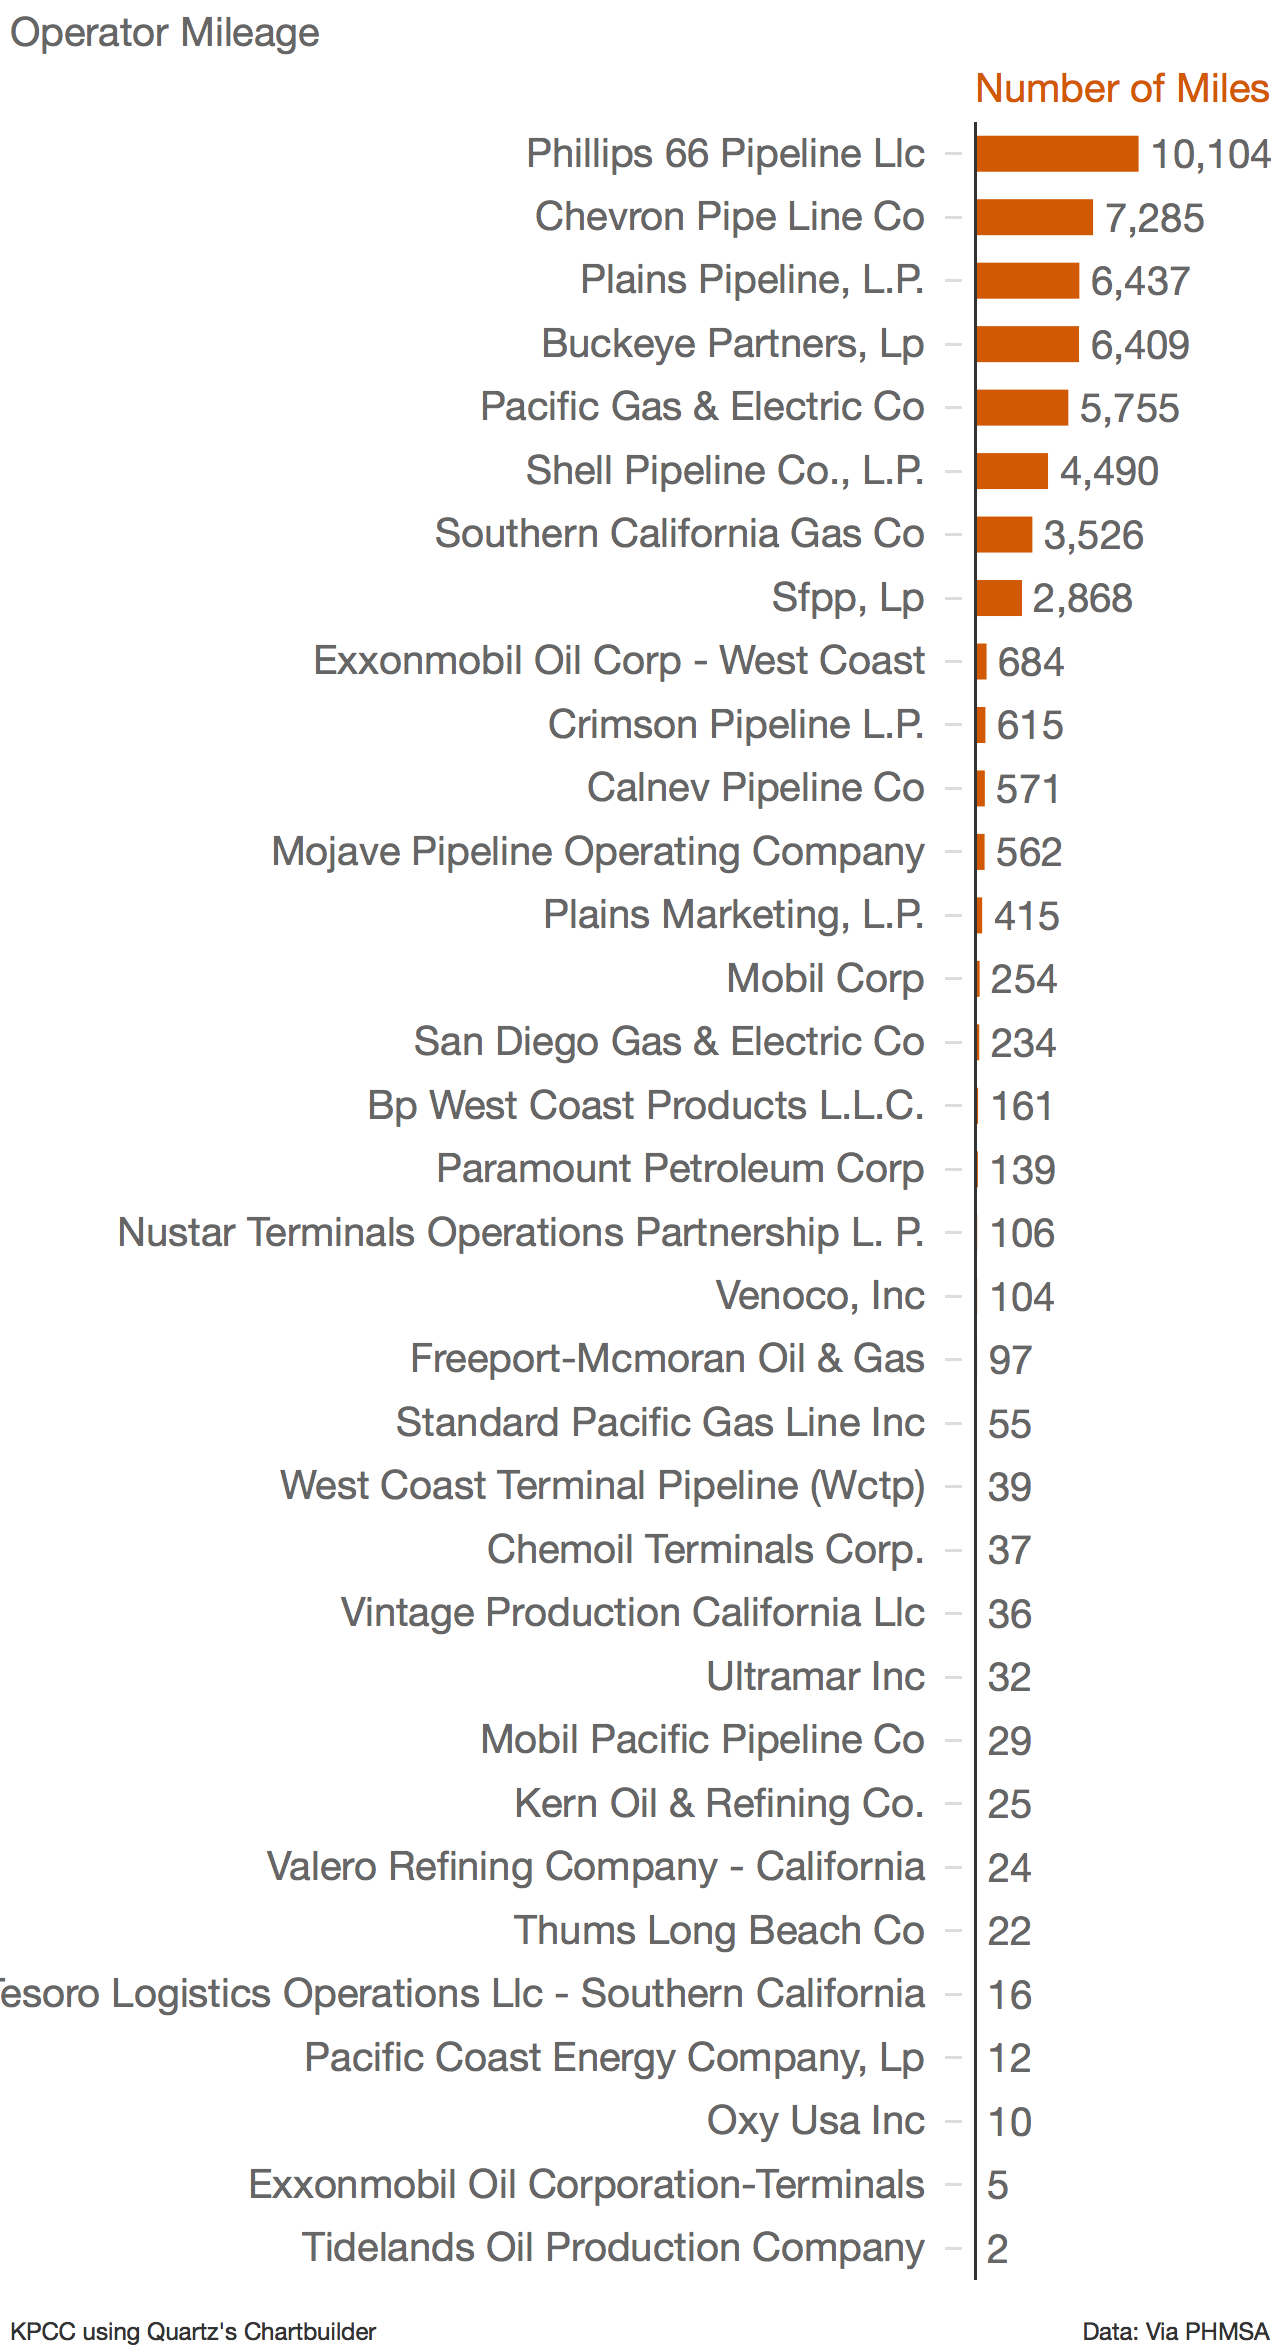 Operator Mileage
Number of Miles
Phillips 66 Pipeline Llc 10,104
Chevron Pipe Line Co 7,285
Plains Pipeline, L.P. 6,437
Buckeye Partners, Lp 6,409
Pacific Gas & Electric Co 5,755
Shell Pipeline Co., L.P. 4,490
Southern California Gas Co 3,526
Sfpp, Lp 2,868
Exxonmobil Oil Corp - West Coast 684
Crimson Pipeline L.P. 615
Calnev Pipeline Co 571
Mojave Pipeline Operating Company 562
Plains Marketing, L.P. 415
Mobil Corp 254
San Diego Gas & Electric Co 234
Bp West Coast Products L.L.C. 161
Paramount Petroleum Corp 139
Nustar Terminals Operations Partnership L. P. 106
Venoco, Inc 104
Freeport-Mcmoran Oil & Gas 97
Standard Pacific Gas Line Inc 55
West Coast Terminal Pipeline (Wctp) 39
Chemoil Terminals Corp. 37
Vintage Production California Llc 36
Ultramar Inc 32
Mobil Pacific Pipeline Co 29
Kern Oil & Refining Co. 25
Valero Refining Company - California 24
Thums Long Beach Co 22
Tesoro Logistics Operations Llc - Southern California 16
Pacific Coast Energy Company, Lp 12
Oxy Usa Inc 10
Exxonmobil Oil Corporation-Terminals 5
Tidelands Oil Production Company 2
KPCC using Quartz's Chartbuilder
Data: Via PHMSA